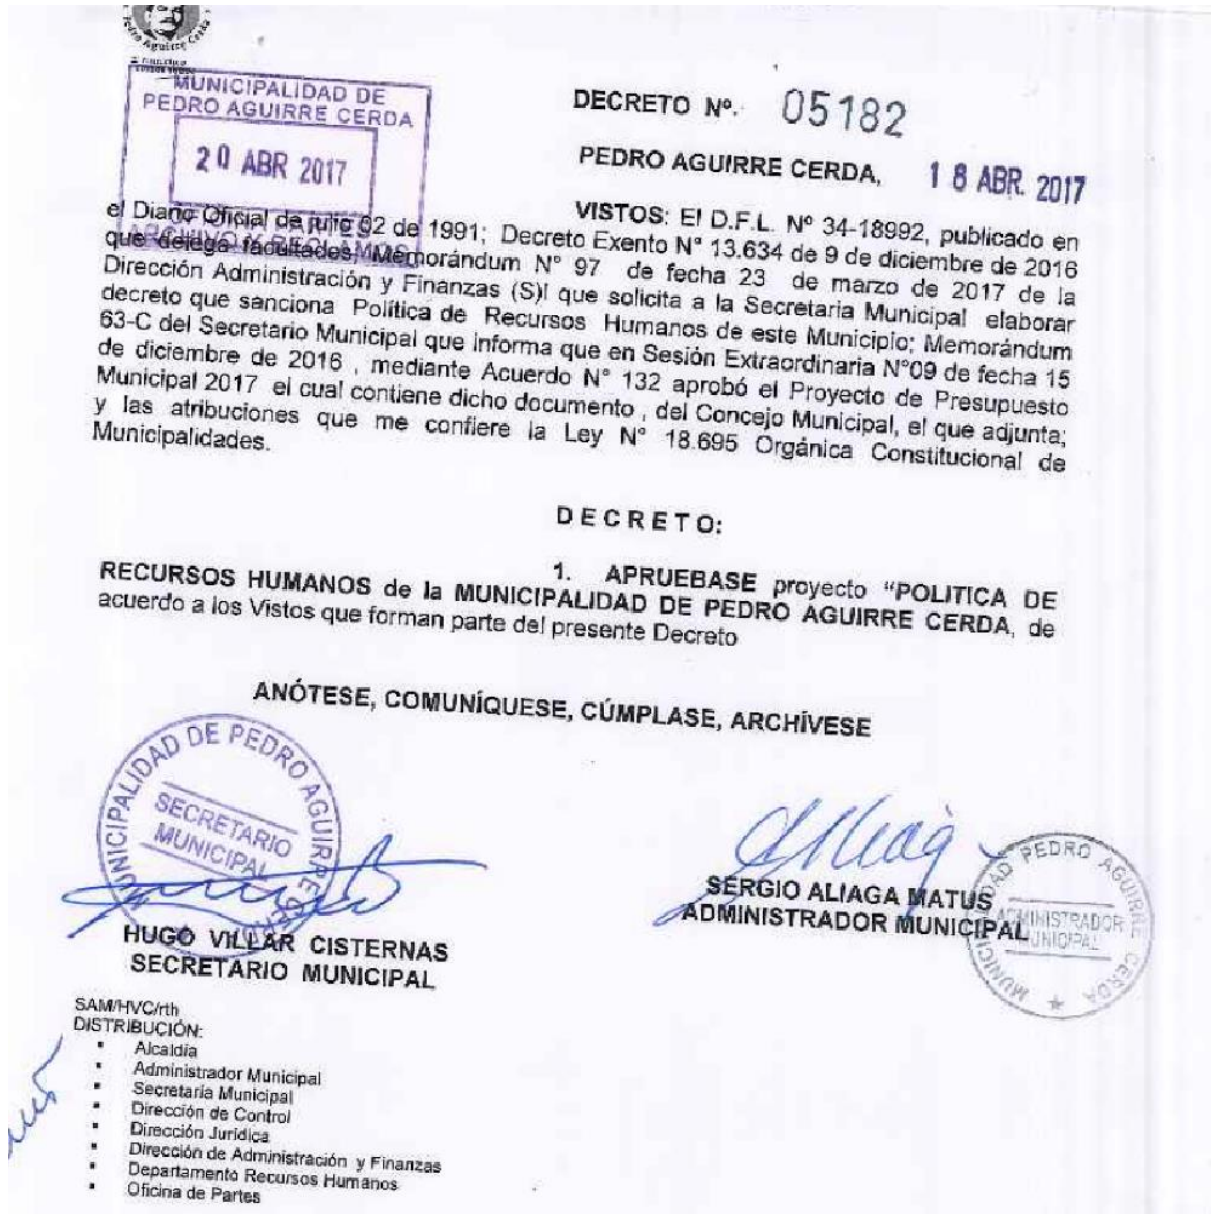 Pedro Aguirre Cerda
MUNICIPALIDAD DE
PEDRO AGUIRRE CERDA
20 ABR 2017
DECRETO Nº. 05182
PEDRO AGUIRRE CERDA, 18 ABR. 2017
VISTOS: El D.F.L. Nº 34-18992, publicado en
el Diario Oficial de julio 02 de 1991; Decreto Exento N° 13.634 de 9 de diciembre de 2016
que delega facultades; Memorándum N° 97 de fecha 23 de marzo de 2017 de la
Dirección Administración y Finanzas (S)l que solicita a la Secretaria Municipal elaborar
decreto que sanciona Política de Recursos Humanos de este Municipio; Memorándum
63-C del Secretario Municipal que informa que en Sesión Extraordinaria N°09 de fecha 15
de diciembre de 2016 , mediante Acuerdo N° 132 aprobó el Proyecto de Presupuesto
Municipal 2017 el cual contiene dicho documento , del Concejo Municipal, el que adjunta;
y las atribuciones que me confiere la Ley N° 18.695 Orgánica Constitucional de
Municipalidades.
DECRETO:
1. APRUEBASE proyecto "POLITICA DE
RECURSOS HUMANOS de la MUNICIPALIDAD DE PEDRO AGUIRRE CERDA, de
acuerdo a los Vistos que forman parte del presente Decreto
ANÓTESE, COMUNÍQUESE, CÚMPLASE, ARCHÍVESE
MUNICIPALIDAD DE PEDRO AGUIRRE CERDA
SECRETARIO
MUNICIPAL
HUGO VILLAR CISTERNAS
SECRETARIO MUNICIPAL
SERGIO ALIAGA MATUS
ADMINISTRADOR MUNICIPAL
MUNICIPALIDAD PEDRO AGUIRRE CERDA
ADMINISTRADOR
MUNICIPAL
SAM/HVC/rth
DISTRIBUCIÓN:
▪ Alcaldía
▪ Administrador Municipal
▪ Secretaría Municipal
▪ Dirección de Control
▪ Dirección Jurídica
▪ Dirección de Administración y Finanzas
▪ Departamento Recursos Humanos
▪ Oficina de Partes